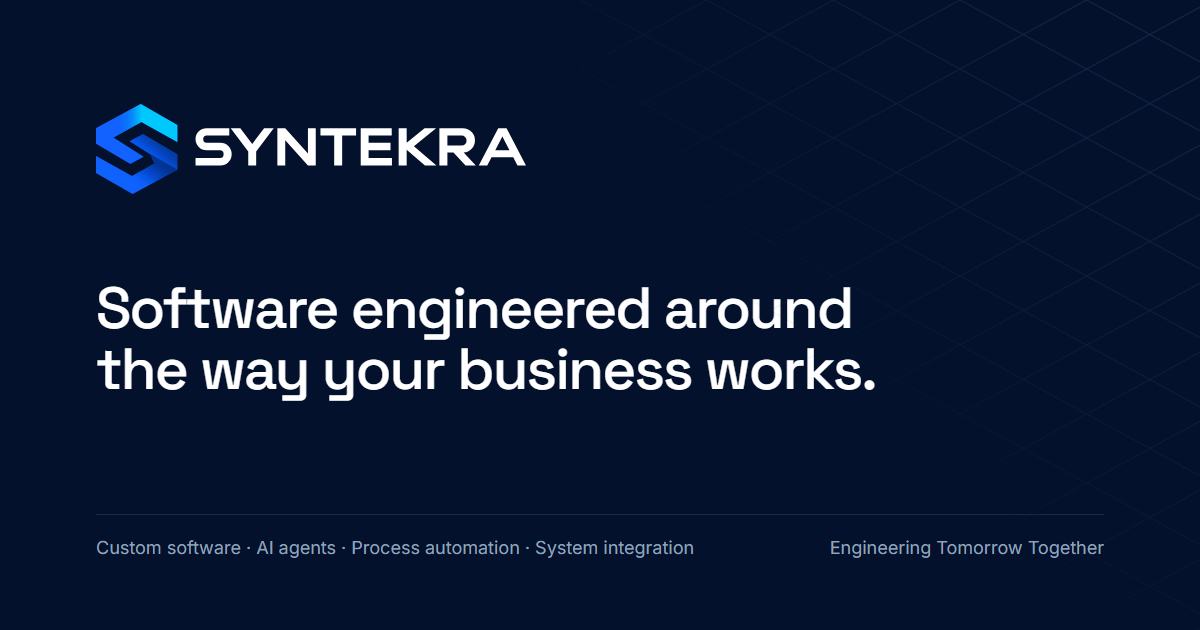 SYNTEKRA
Software engineered around
the way your business works.
Custom software · AI agents · Process automation · System integration
Engineering Tomorrow Together